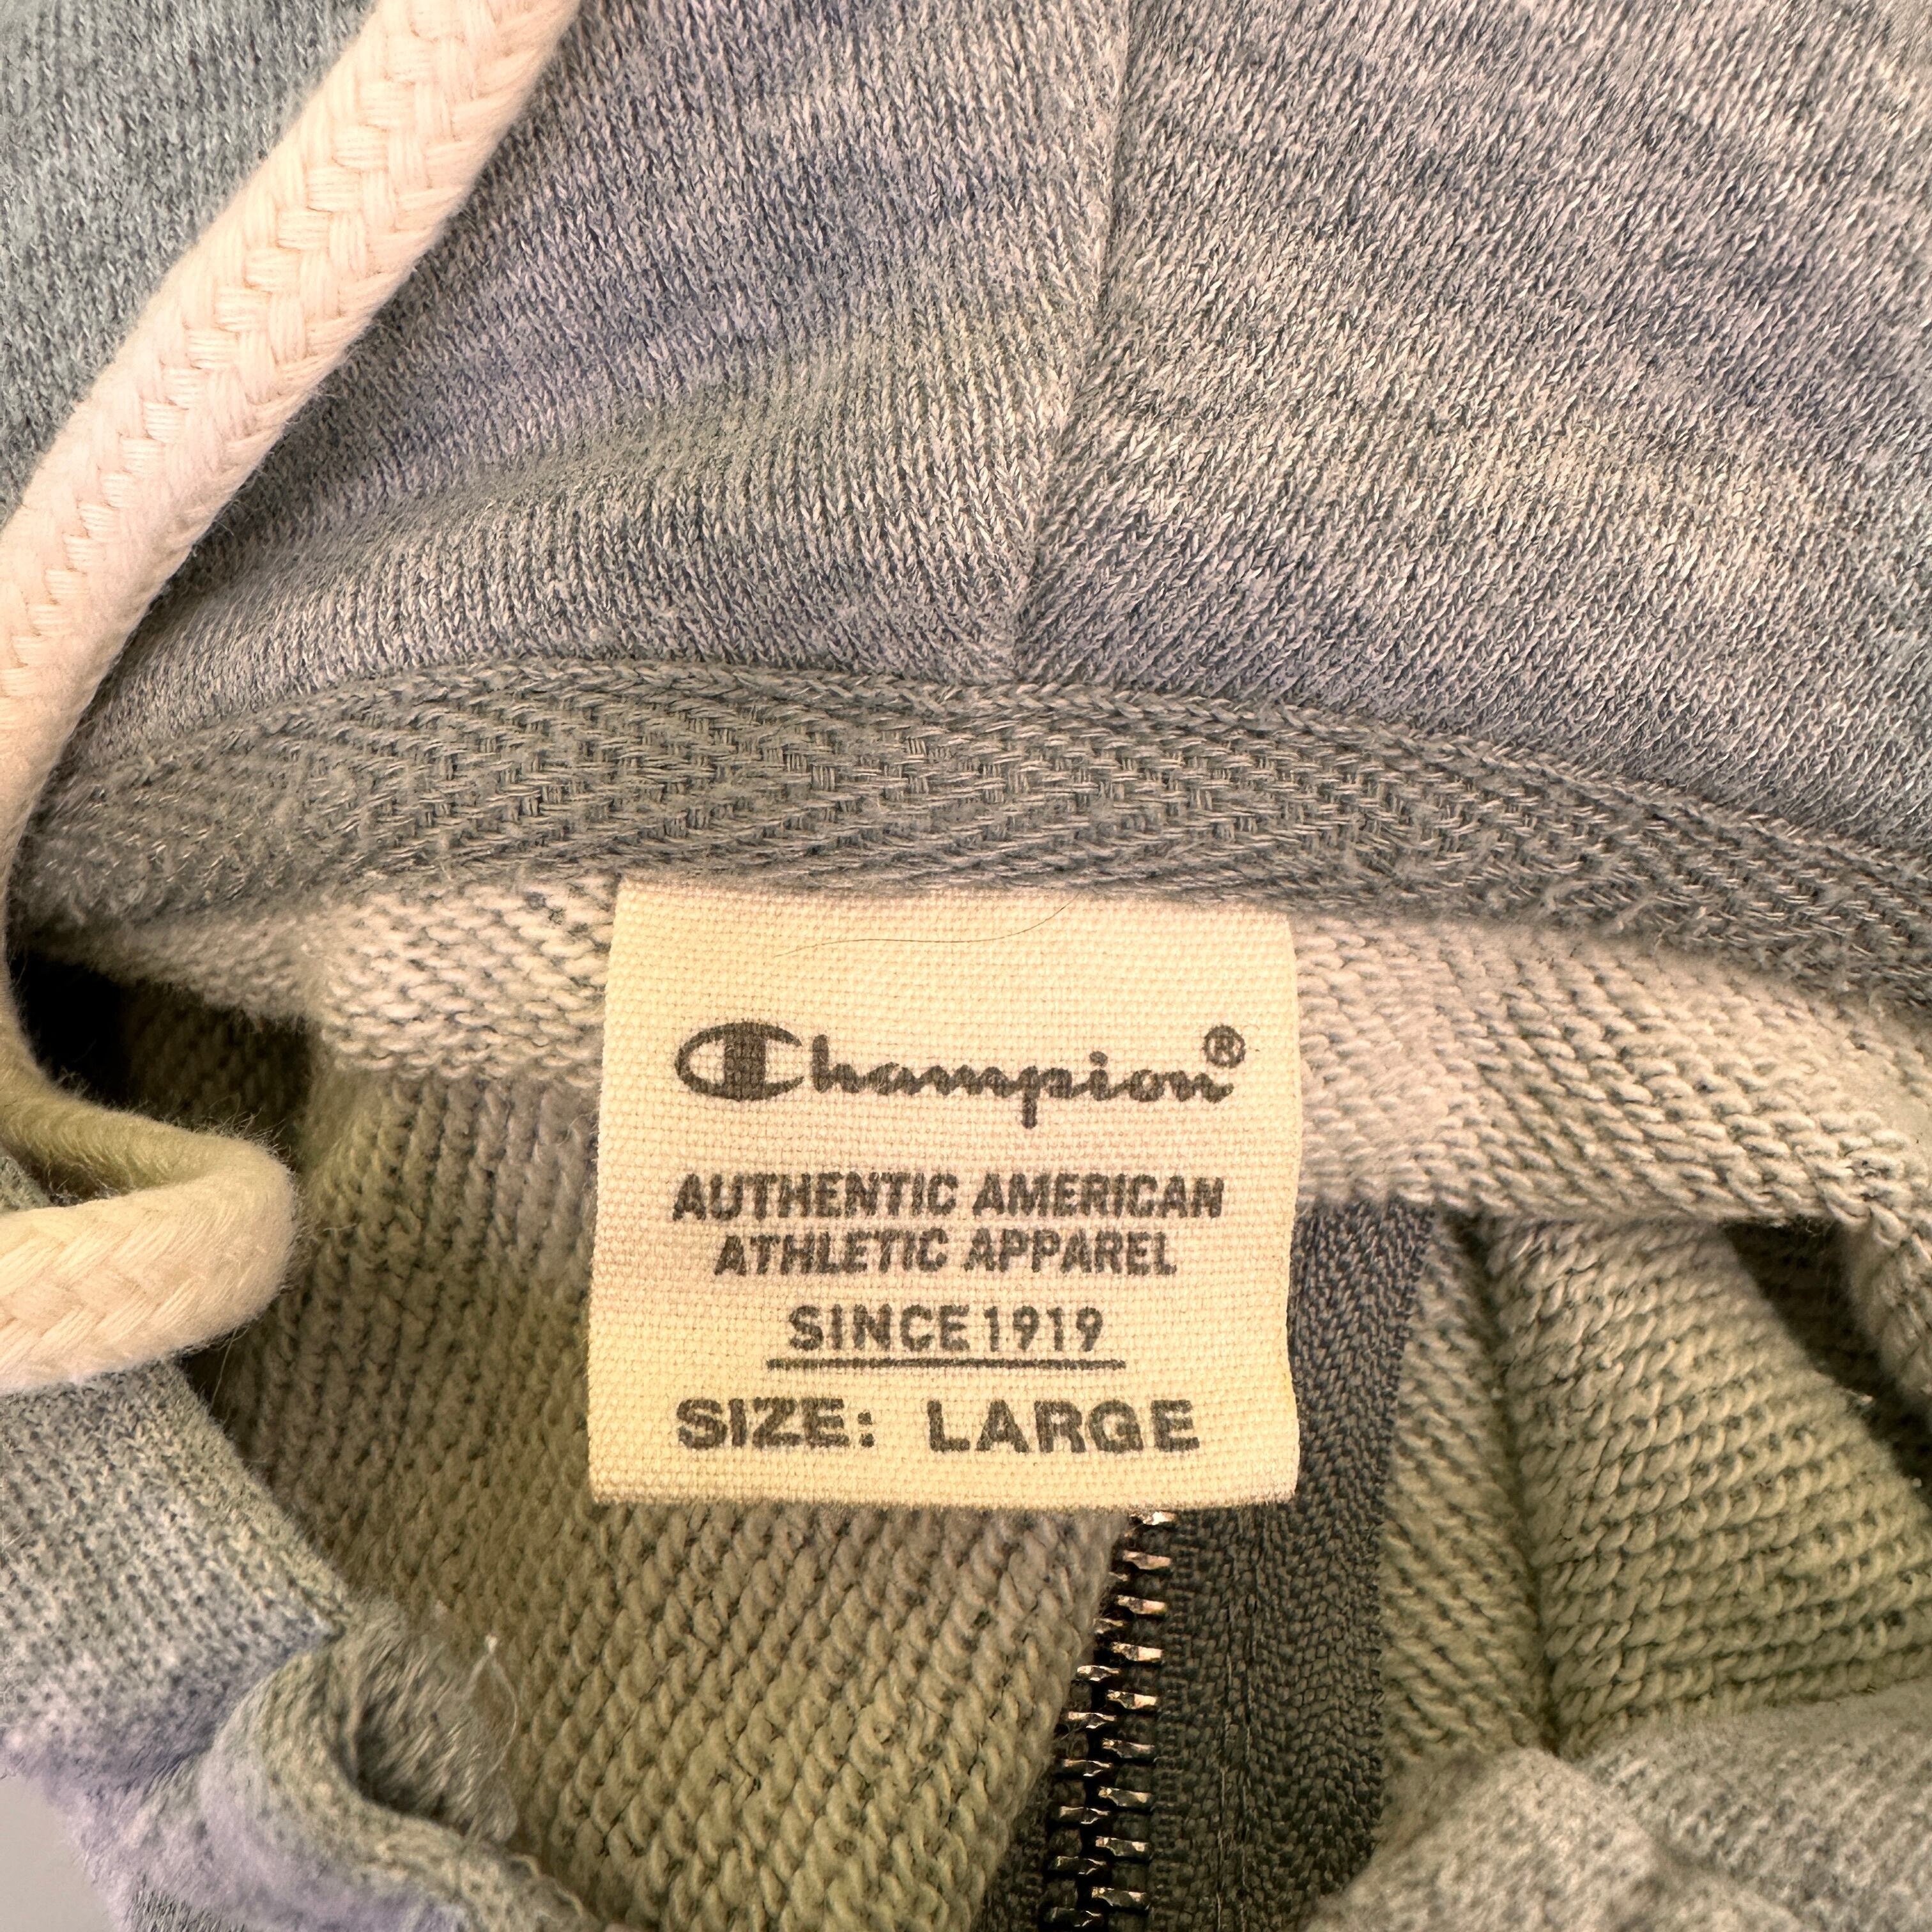 Champion®
AUTHENTIC AMERICAN
ATHLETIC APPAREL
SINCE 1919
SIZE: LARGE